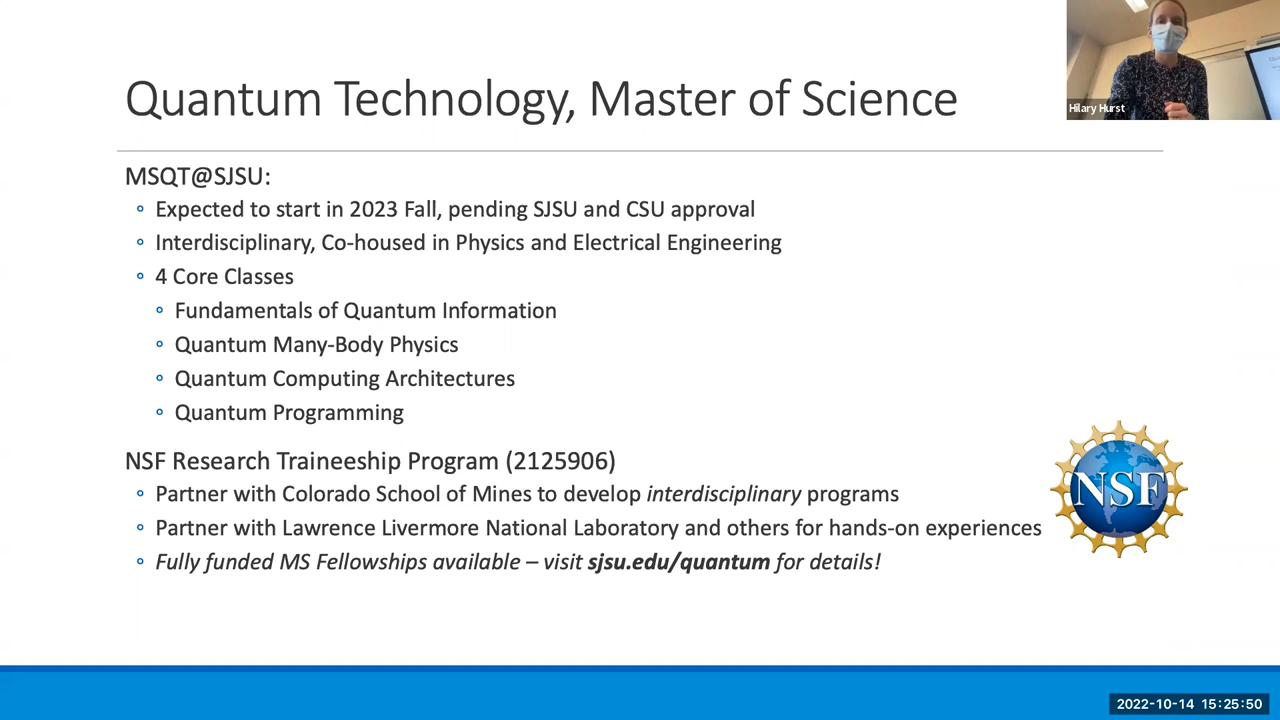 Quantum Technology, Master of Science
Hilary Hurst
MSQT@SJSU:
Expected to start in 2023 Fall, pending SJSU and CSU approval
Interdisciplinary, Co-housed in Physics and Electrical Engineering
4 Core Classes
Fundamentals of Quantum Information
Quantum Many-Body Physics
Quantum Computing Architectures
Quantum Programming
NSF Research Traineeship Program (2125906)
Partner with Colorado School of Mines to develop interdisciplinary programs
Partner with Lawrence Livermore National Laboratory and others for hands-on experiences
Fully funded MS Fellowships available – visit sjsu.edu/quantum for details!
NSF
2022-10-14 15:25:50